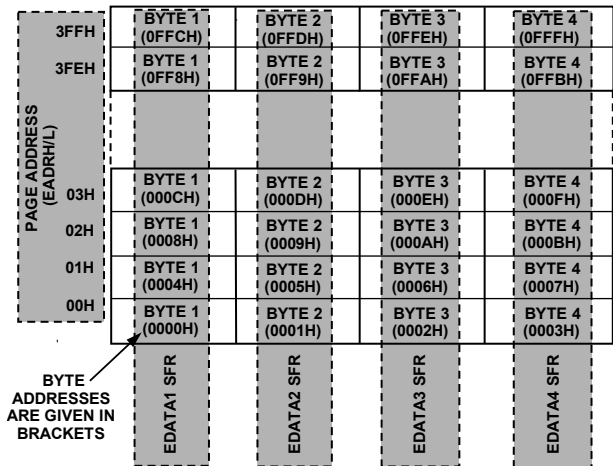 3FFH
BYTE 1
(0FFCH)
BYTE 2
(0FFDH)
BYTE 3
(0FFEH)
BYTE 4
(0FFFH)
3FEH
BYTE 1
(0FF8H)
BYTE 2
(0FF9H)
BYTE 3
(0FFAH)
BYTE 4
(0FFBH)
PAGE ADDRESS
(EADRH/L)
03H
BYTE 1
(000CH)
BYTE 2
(000DH)
BYTE 3
(000EH)
BYTE 4
(000FH)
02H
BYTE 1
(0008H)
BYTE 2
(0009H)
BYTE 3
(000AH)
BYTE 4
(000BH)
01H
BYTE 1
(0004H)
BYTE 2
(0005H)
BYTE 3
(0006H)
BYTE 4
(0007H)
00H
BYTE 1
(0000H)
BYTE 2
(0001H)
BYTE 3
(0002H)
BYTE 4
(0003H)
BYTE
ADDRESSES
ARE GIVEN IN
BRACKETS
EDATA1 SFR
EDATA2 SFR
EDATA3 SFR
EDATA4 SFR